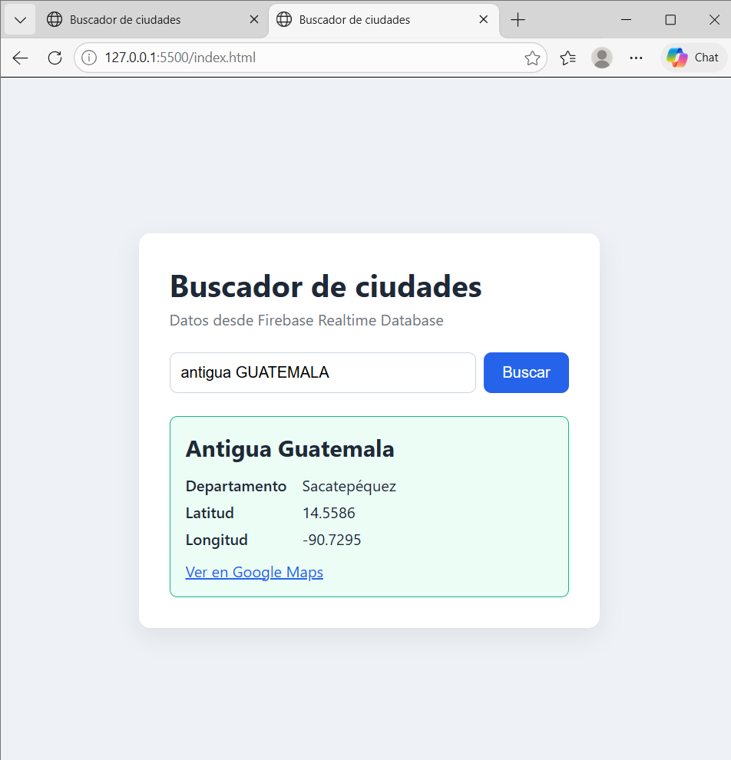 Buscador de ciudades
Buscador de ciudades
127.0.0.1:5500/index.html
Chat
Buscador de ciudades
Datos desde Firebase Realtime Database
antigua GUATEMALA
Buscar
Antigua Guatemala
Departamento Sacatepéquez
Latitud 14.5586
Longitud -90.7295
Ver en Google Maps